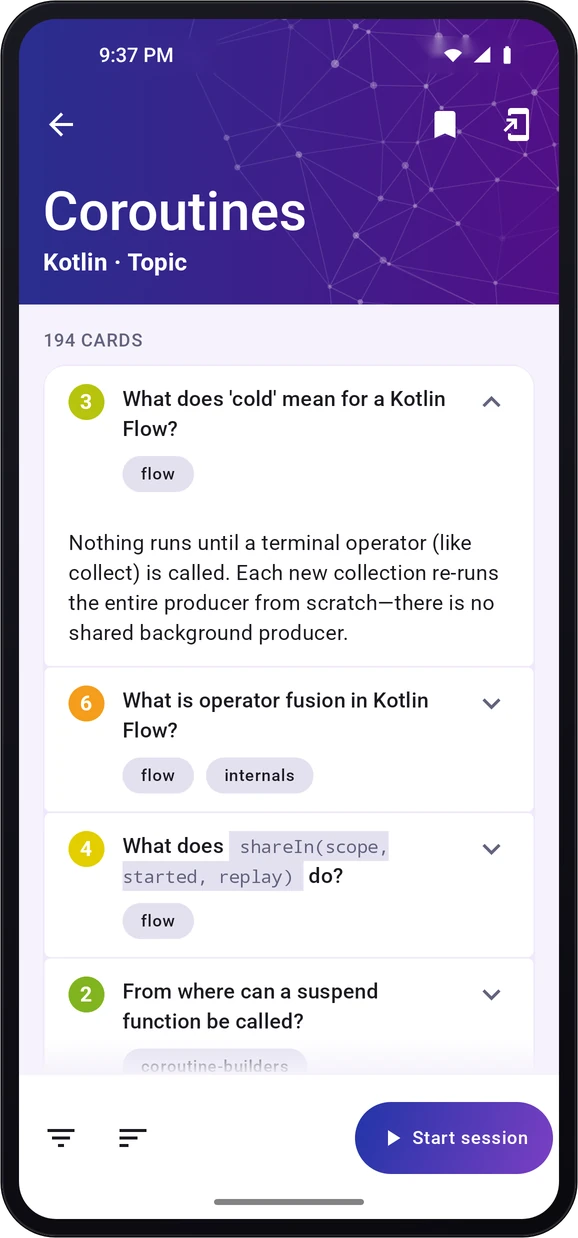 9:37 PM
Coroutines
Kotlin · Topic
194 CARDS
3
What does 'cold' mean for a Kotlin
Flow?
flow
Nothing runs until a terminal operator (like
collect) is called. Each new collection re-runs
the entire producer from scratch—there is no
shared background producer.
6
What is operator fusion in Kotlin
Flow?
flow internals
4
What does shareIn(scope,
started, replay) do?
flow
2
From where can a suspend
function be called?
coroutine-builders
Start session